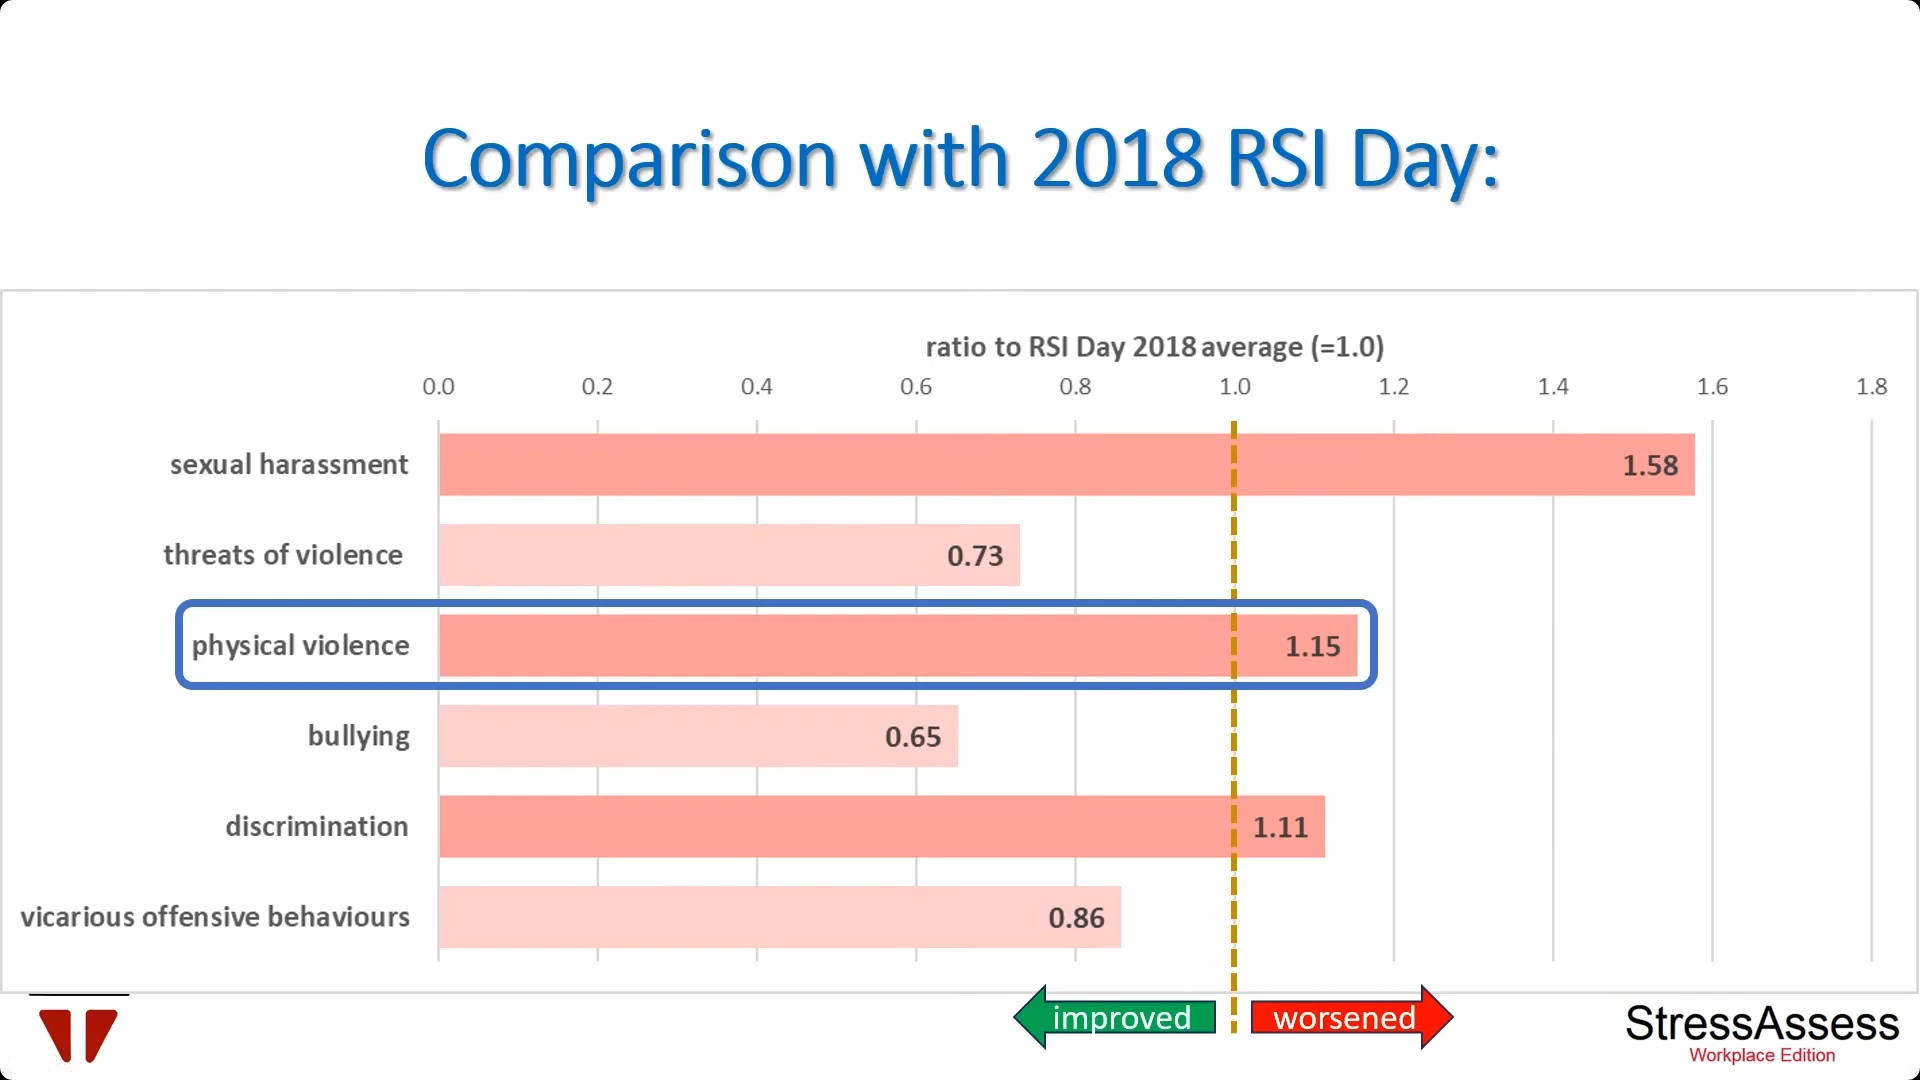 Comparison with 2018 RSI Day:
ratio to RSI Day 2018 average (=1.0)
0.0 0.2 0.4 0.6 0.8 1.0 1.2 1.4 1.6 1.8
sexual harassment 1.58
threats of violence 0.73
physical violence 1.15
bullying 0.65
discrimination 1.11
vicarious offensive behaviours 0.86
improved worsened
StressAssess
Workplace Edition